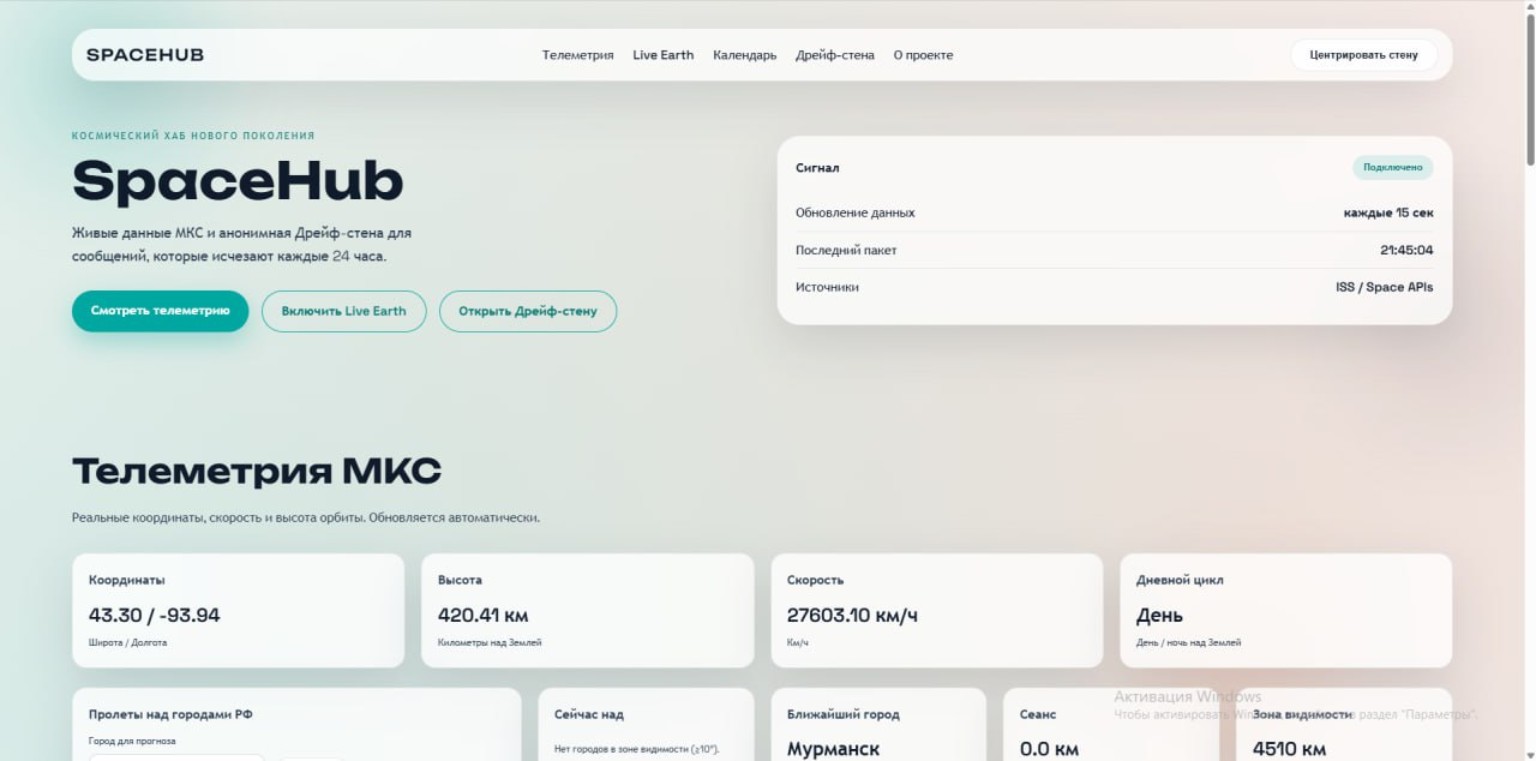 SPACEHUB
Телеметрия Live Earth Календарь Дрейф-стена О проекте
Центрировать стену
КОСМИЧЕСКИЙ ХАБ НОВОГО ПОКОЛЕНИЯ
SpaceHub
Живые данные МКС и анонимная Дрейф-стена для
сообщений, которые исчезают каждые 24 часа.
Смотреть телеметрию
Включить Live Earth
Открыть Дрейф-стену
Сигнал
Подключено
Обновление данных
каждые 15 сек
Последний пакет
21:45:04
Источники
ISS / Space APIs
Телеметрия МКС
Реальные координаты, скорость и высота орбиты. Обновляется автоматически.
Координаты
43.30 / -93.94
Широта / Долгота
Высота
420.41 км
Километры над Землей
Скорость
27603.10 км/ч
Км/ч
Дневной цикл
День
День / ночь над Землей
Пролеты над городами РФ
Город для прогноза
Сейчас над
Нет городов в зоне видимости (≥10°).
Ближайший город
Мурманск
Сеанс
0.0 км
Зона видимости
4510 км
Активация Windows
Чтобы активировать Windows, в раздел "Параметры".